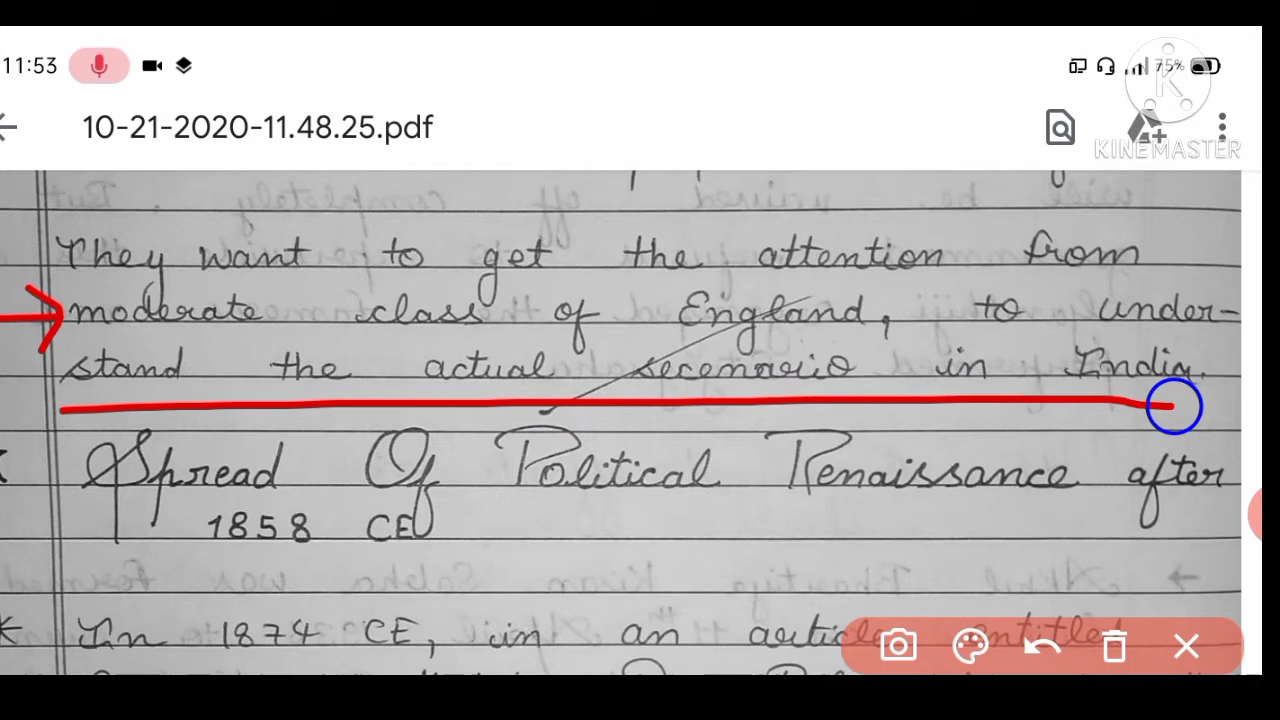 11:53
75%
10-21-2020-11.48.25.pdf
KINEMASTER
They want to get the attention from
moderate class of England, to under-
stand the actual secenario in India.
Spread Of Political Renaissance after
1858 CE
In 1874 CE, in an article entitled